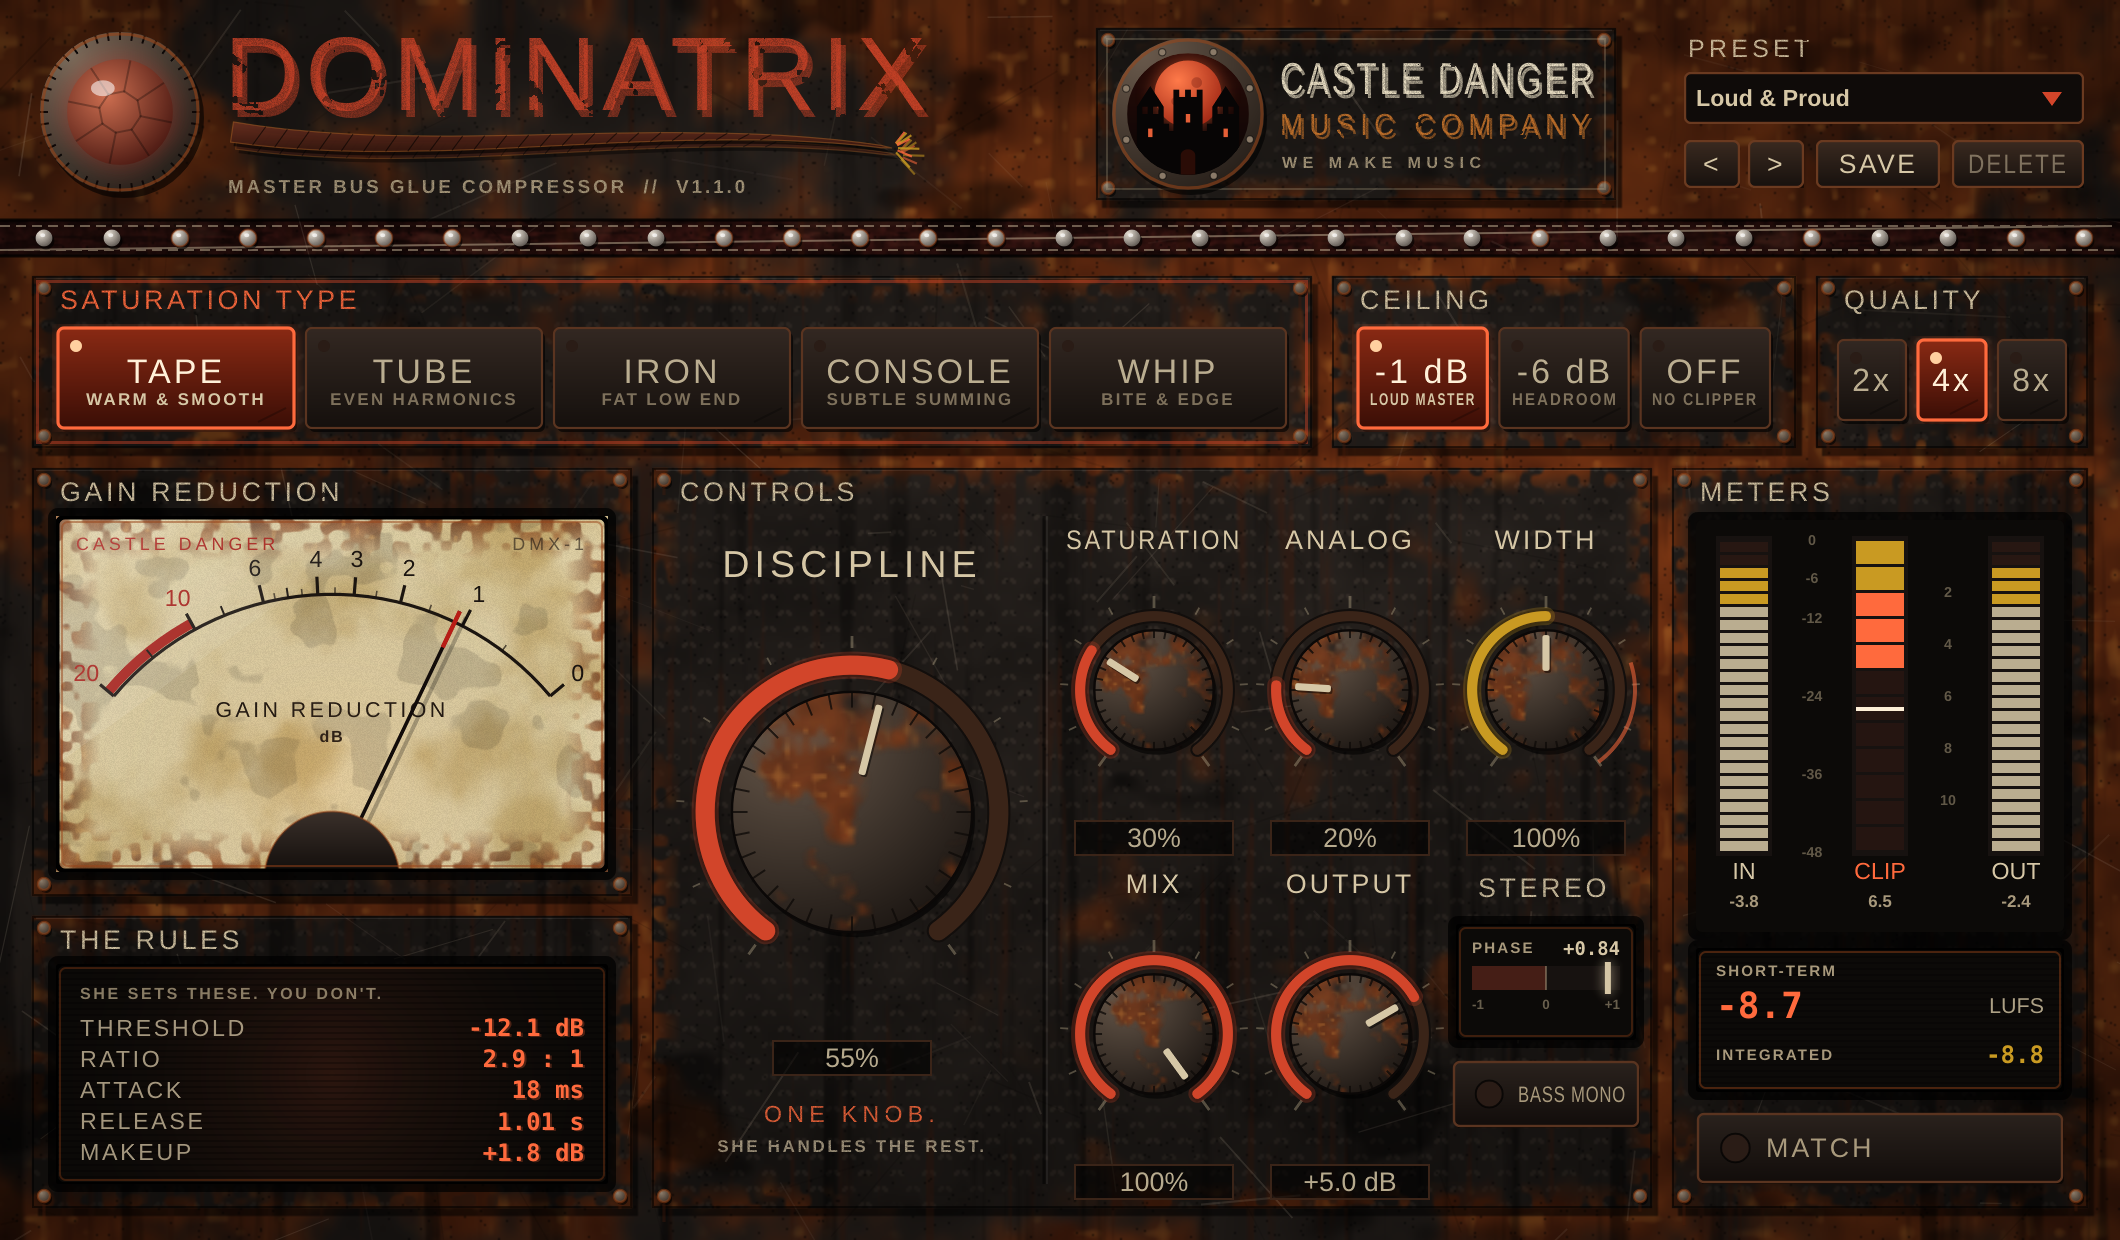 DOMINATRIX
MASTER BUS GLUE COMPRESSOR // V1.1.0
CASTLE DANGER
MUSIC COMPANY
WE MAKE MUSIC
PRESET
Loud & Proud
< > SAVE DELETE
SATURATION TYPE
TAPE
WARM & SMOOTH
TUBE
EVEN HARMONICS
IRON
FAT LOW END
CONSOLE
SUBTLE SUMMING
WHIP
BITE & EDGE
CEILING
-1 dB
LOUD MASTER
-6 dB
HEADROOM
OFF
NO CLIPPER
QUALITY
2x 4x 8x
GAIN REDUCTION
CASTLE DANGER DMX-1
20 10 6 4 3 2 1 0
GAIN REDUCTION
dB
THE RULES
SHE SETS THESE. YOU DON'T.
THRESHOLD -12.1 dB
RATIO 2.9 : 1
ATTACK 18 ms
RELEASE 1.01 s
MAKEUP +1.8 dB
CONTROLS
DISCIPLINE
55%
ONE KNOB.
SHE HANDLES THE REST.
SATURATION ANALOG WIDTH
30% 20% 100%
MIX OUTPUT
100% +5.0 dB
STEREO
PHASE +0.84
-1 0 +1
BASS MONO
METERS
0
-6
-12
-24
-36
-48
2
4
6
8
10
IN CLIP OUT
-3.8 6.5 -2.4
SHORT-TERM
-8.7 LUFS
INTEGRATED -8.8
MATCH